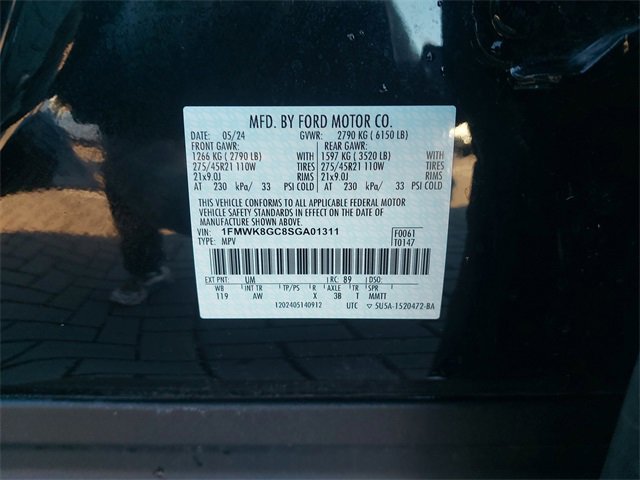 MFD. BY FORD MOTOR CO.
DATE: 05/24 GVWR: 2790 KG ( 6150 LB)
FRONT GAWR: REAR GAWR:
1266 KG ( 2790 LB) WITH 1597 KG ( 3520 LB) WITH
275/45R21 110W TIRES 275/45R21 110W TIRES
21x9.0J RIMS 21x9.0J RIMS
AT 230 kPa/ 33 PSI COLD AT 230 kPa/ 33 PSI COLD
THIS VEHICLE CONFORMS TO ALL APPLICABLE FEDERAL MOTOR
VEHICLE SAFETY STANDARDS IN EFFECT ON THE DATE OF
MANUFACTURE SHOWN ABOVE.
VIN: 1FMWK8GC8SGA01311 F0061
TYPE: MPV T0147
EXT PNT: UM RC: 89 DSO:
WB INT TR TP/PS R AXLE TR SPR
119 AW X 3B T MMTT
1202405140912 UTC ▽ 5U5A-1520472-BA